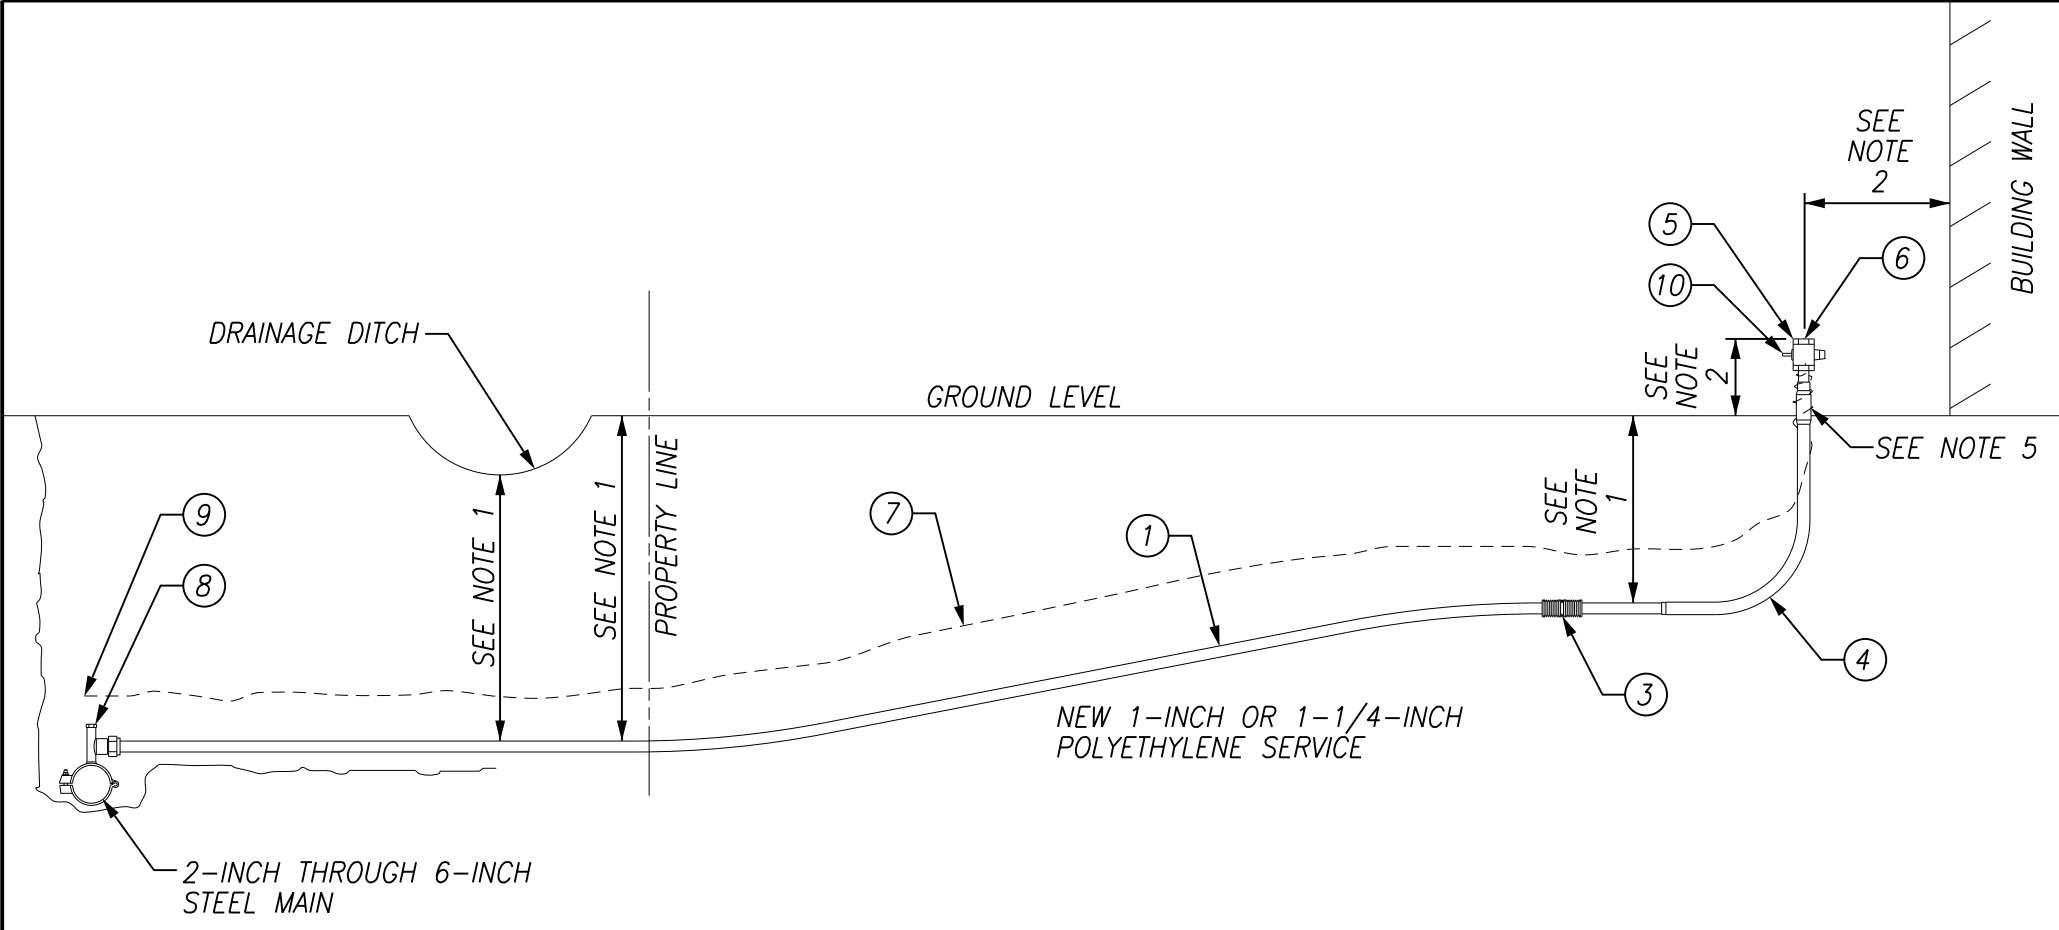 SEE
NOTE
2
BUILDING WALL
5
6
10
DRAINAGE DITCH
SEE
NOTE
2
GROUND LEVEL
SEE NOTE 5
PROPERTY LINE
SEE NOTE 1
SEE NOTE 1
SEE
NOTE
1
9
7
1
8
4
3
NEW 1-INCH OR 1-1/4-INCH
POLYETHYLENE SERVICE
2-INCH THROUGH 6-INCH
STEEL MAIN